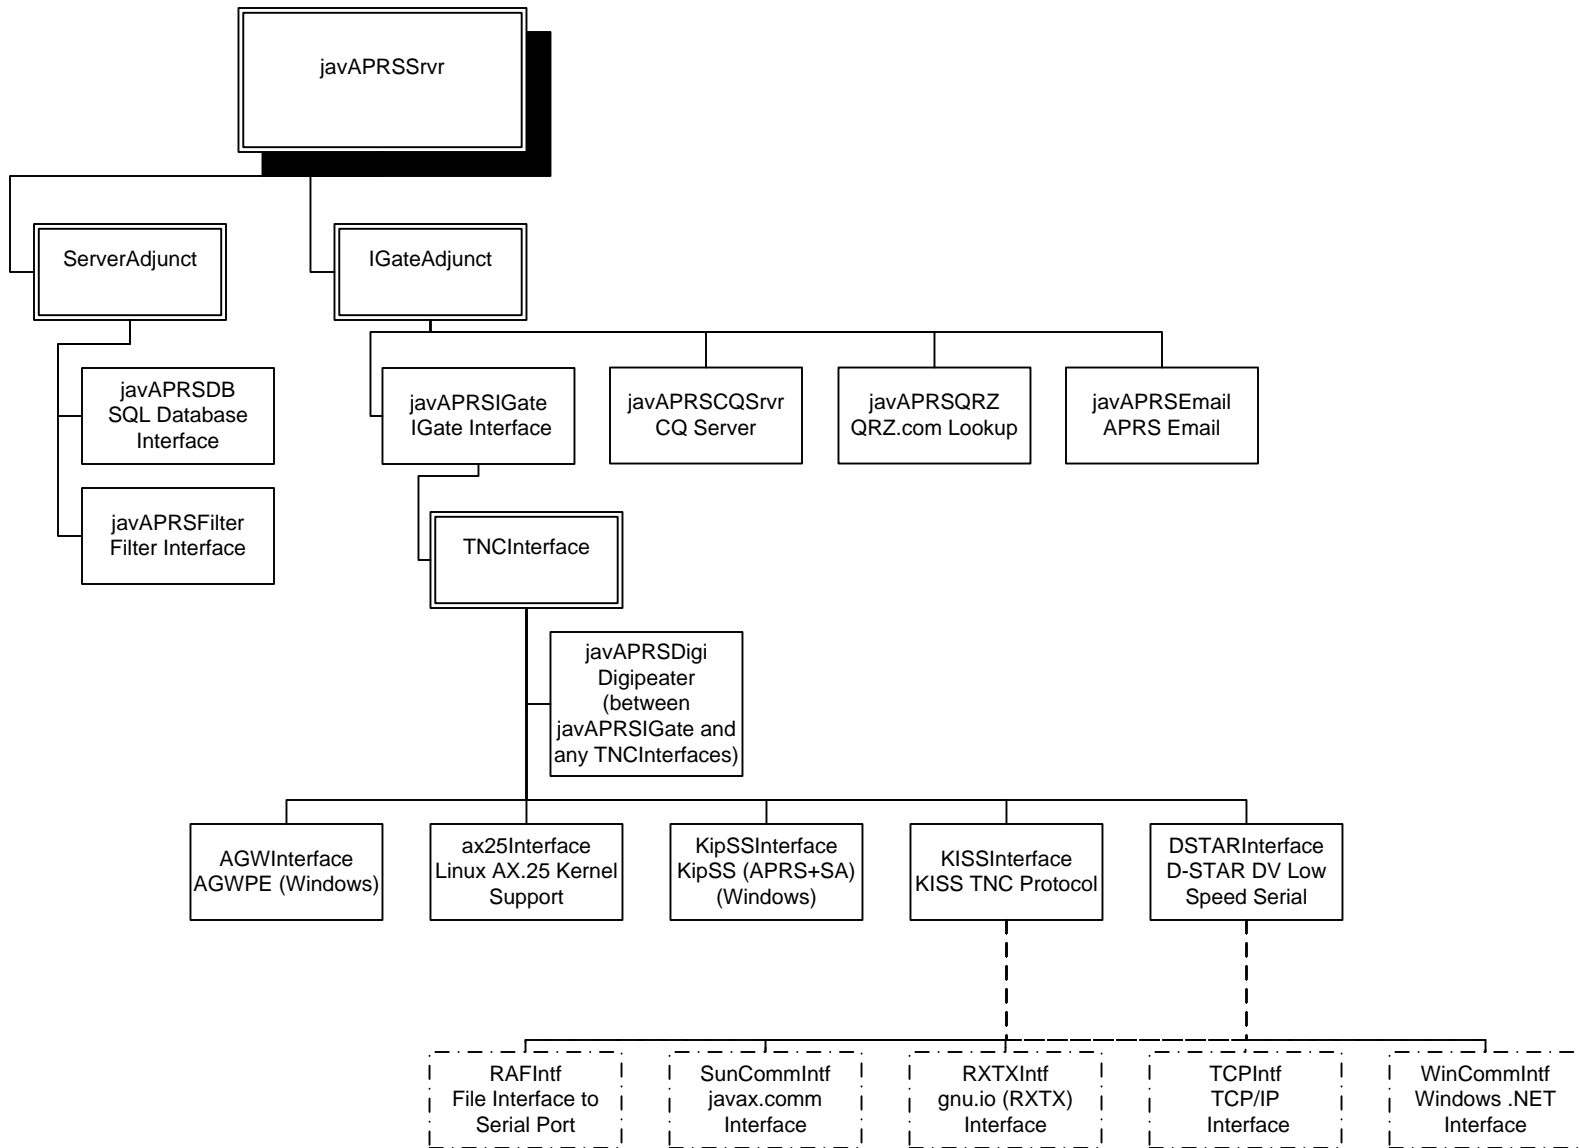 javAPRSSrvr
ServerAdjunct
IGateAdjunct
javAPRSDB
SQL Database
Interface
javAPRSIGate
IGate Interface
javAPRSCQSrvr
CQ Server
javAPRSQRZ
QRZ.com Lookup
javAPRSEmail
APRS Email
javAPRSFilter
Filter Interface
TNCInterface
javAPRSDigi
Digipeater
(between
javAPRSIGate and
any TNCInterfaces)
AGWInterface
AGWPE (Windows)
ax25Interface
Linux AX.25 Kernel
Support
KipSSInterface
KipSS (APRS+SA)
(Windows)
KISSInterface
KISS TNC Protocol
DSTARInterface
D-STAR DV Low
Speed Serial
RAFIntf
File Interface to
Serial Port
SunCommIntf
javax.comm
Interface
RXTXIntf
gnu.io (RXTX)
Interface
TCPIntf
TCP/IP
Interface
WinCommIntf
Windows .NET
Interface